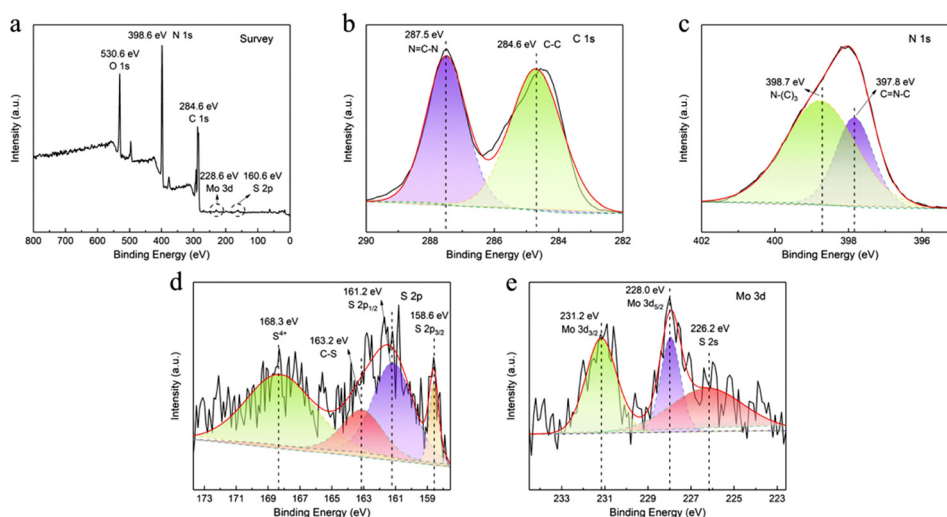 a
Survey
398.6 eV N 1s
530.6 eV
O 1s
284.6 eV
C 1s
228.6 eV
Mo 3d
160.6 eV
S 2p
Intensity (a.u.)
800 700 600 500 400 300 200 100 0
Binding Energy (eV)
b
C 1s
287.5 eV
N=C-N
284.6 eV
C-C
Intensity (a.u.)
290 288 286 284 282
Binding Energy (eV)
c
N 1s
398.7 eV
N-(C)₃
397.8 eV
C=N-C
Intensity (a.u.)
402 400 398 396
Binding Energy (eV)
d
S 2p
168.3 eV
S⁴⁺
163.2 eV
C-S
161.2 eV
S 2p₁/₂
158.6 eV
S 2p₃/₂
Intensity (a.u.)
173 171 169 167 165 163 161 159
Binding Energy (eV)
e
Mo 3d
231.2 eV
Mo 3d₃/₂
228.0 eV
Mo 3d₅/₂
226.2 eV
S 2s
Intensity (a.u.)
233 231 229 227 225 223
Binding Energy (eV)